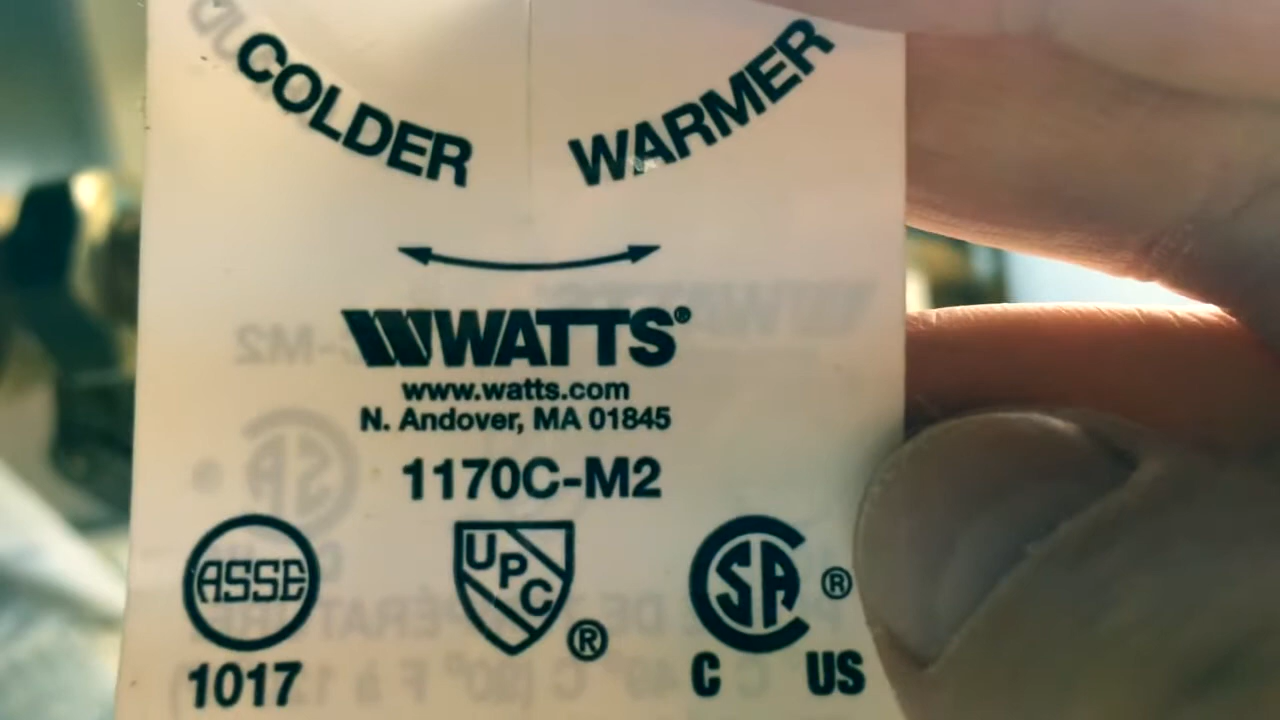 COLDER WARMER
WATTS®
www.watts.com
N. Andover, MA 01845
1170C-M2
ASSE UPC ® SA ®
1017 C US